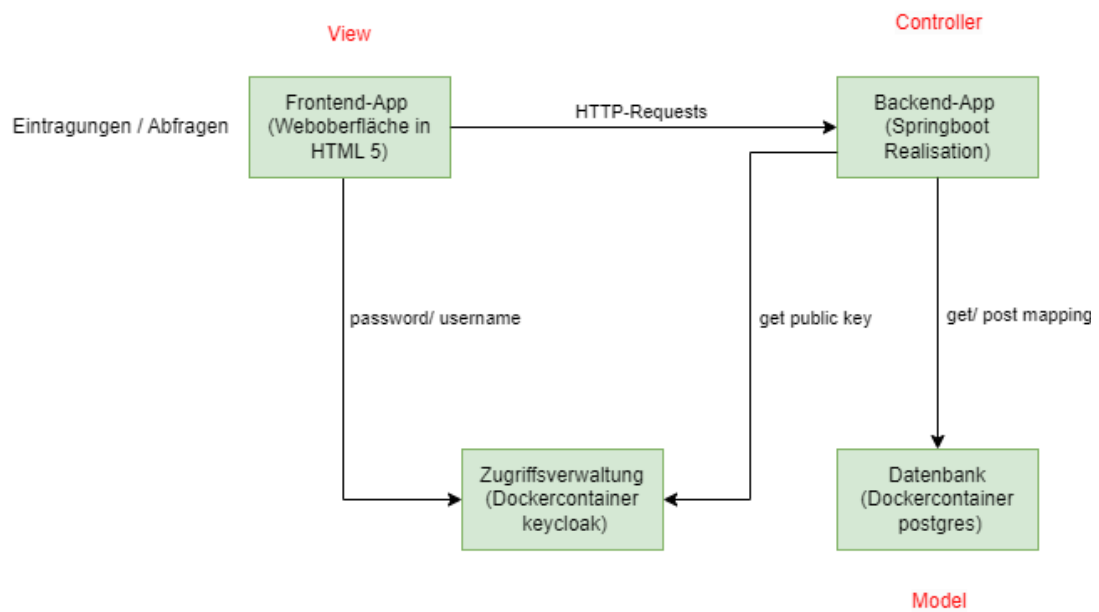 View
Controller
Eintragungen / Abfragen
Frontend-App
(Weboberfläche in
HTML 5)
HTTP-Requests
Backend-App
(Springboot
Realisation)
password/ username
get public key
get/ post mapping
Zugriffsverwaltung
(Dockercontainer
keycloak)
Datenbank
(Dockercontainer
postgres)
Model